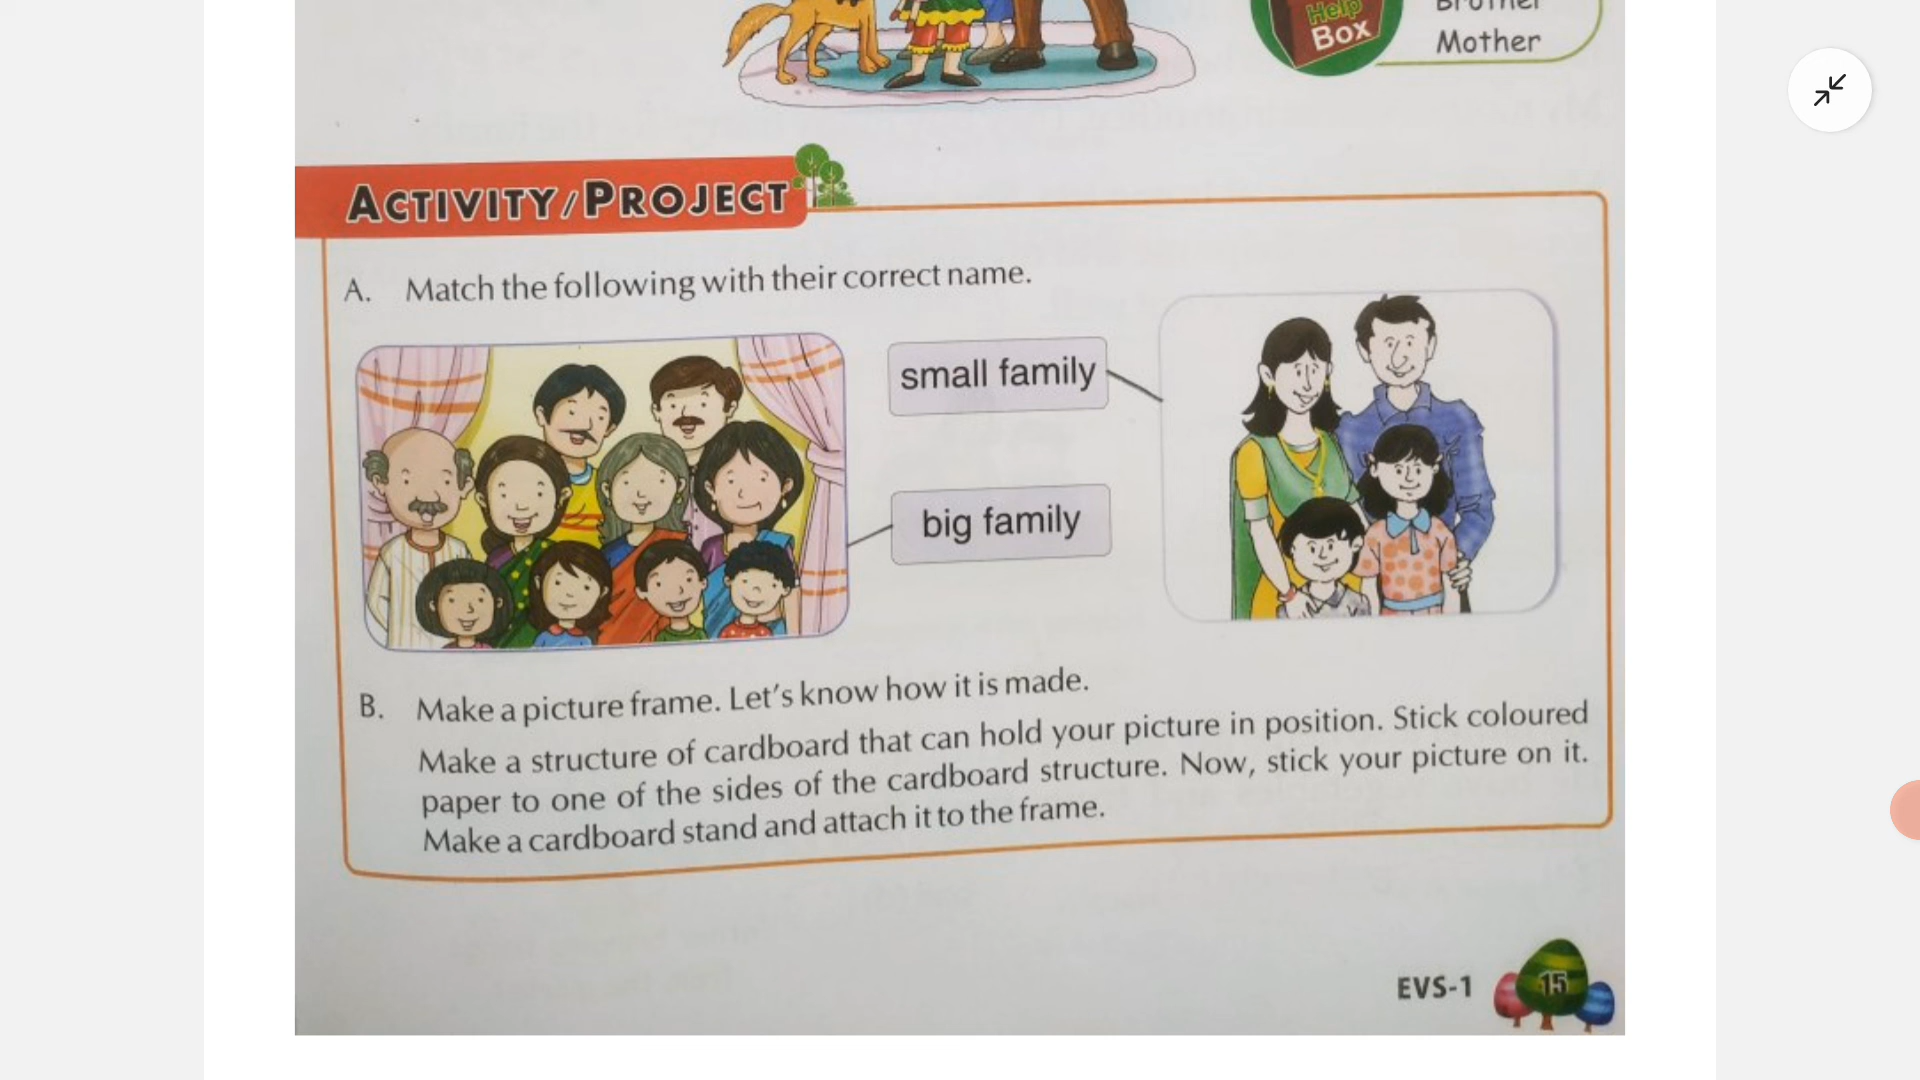 Help
Box
Brother
Mother
ACTIVITY/PROJECT
A. Match the following with their correct name.
small family
big family
B. Make a picture frame. Let's know how it is made.
Make a structure of cardboard that can hold your picture in position. Stick coloured
paper to one of the sides of the cardboard structure. Now, stick your picture on it.
Make a cardboard stand and attach it to the frame.
EVS-1
15